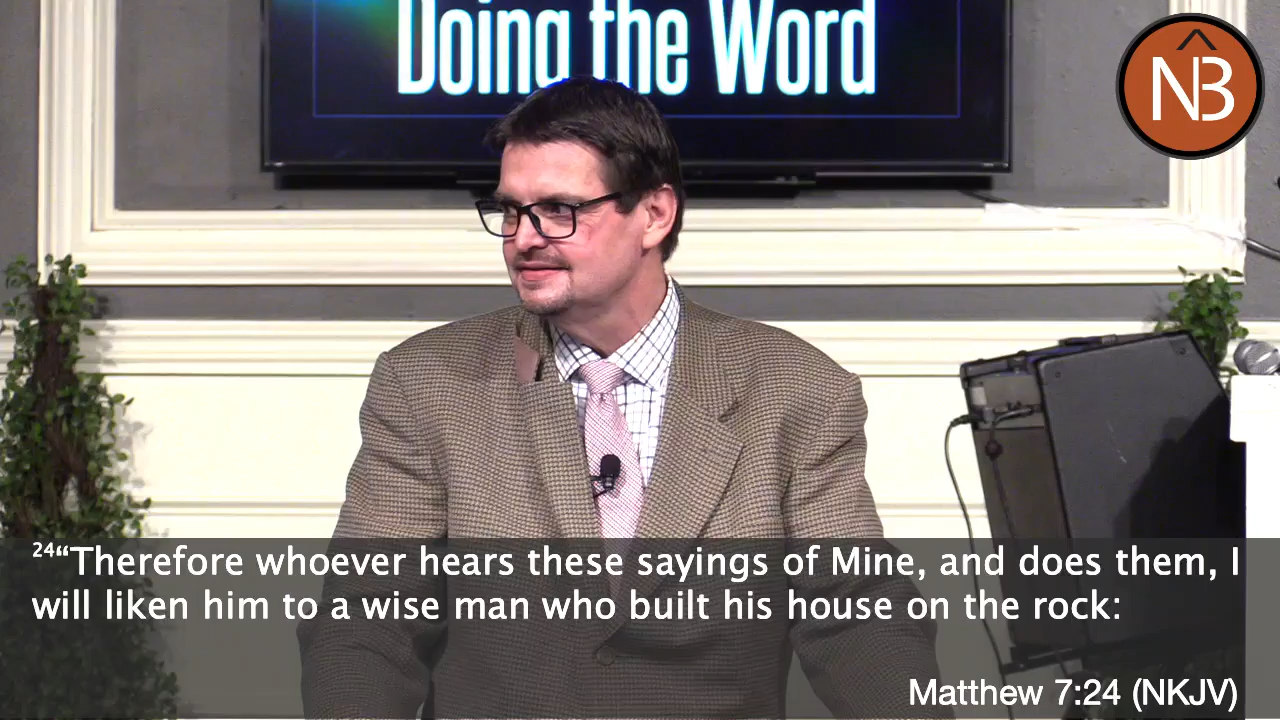 Doing the Word
NB
24“Therefore whoever hears these sayings of Mine, and does them, I
will liken him to a wise man who built his house on the rock:
Matthew 7:24 (NKJV)